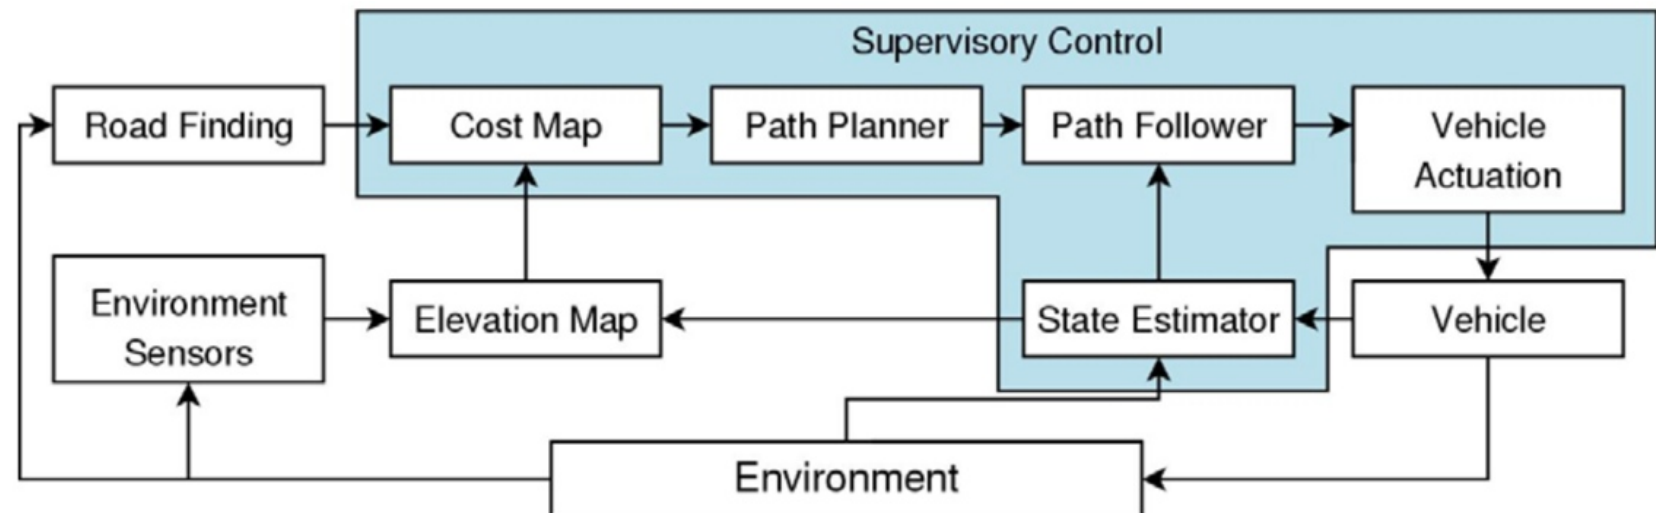 Supervisory Control
Road Finding
Cost Map
Path Planner
Path Follower
Vehicle
Actuation
Environment
Sensors
Elevation Map
State Estimator
Vehicle
Environment